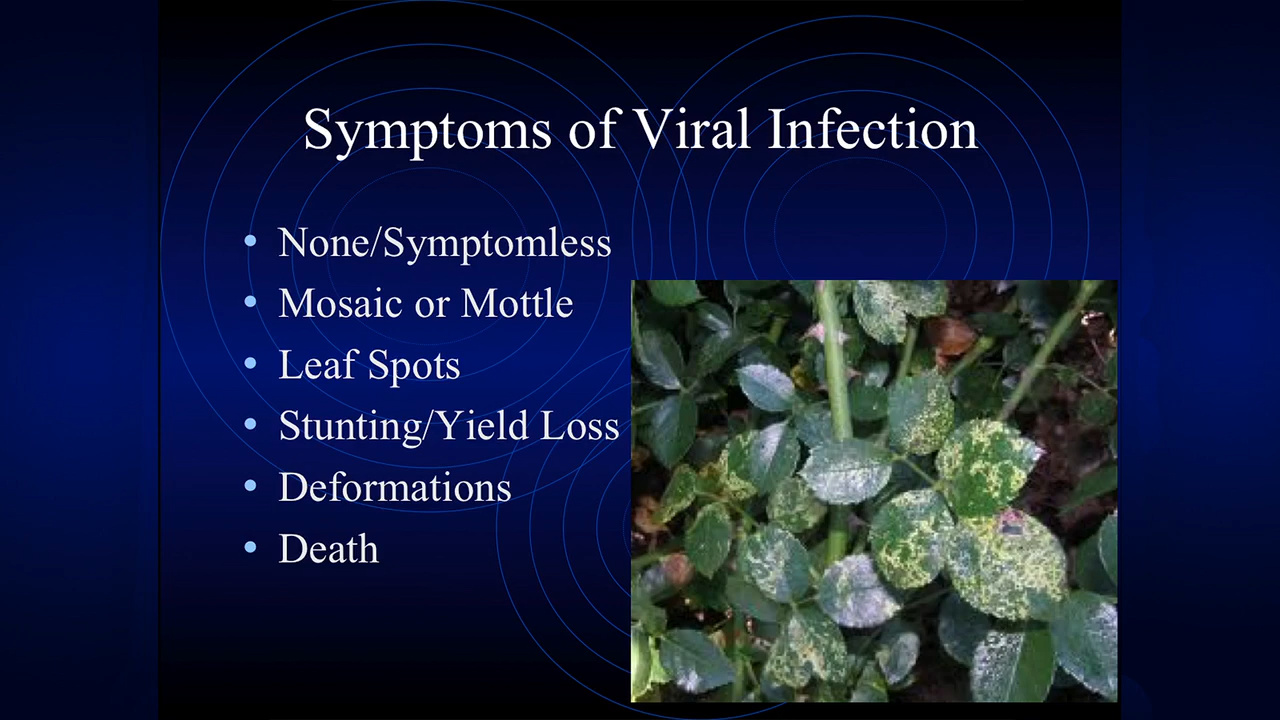 Symptoms of Viral Infection
• None/Symptomless
• Mosaic or Mottle
• Leaf Spots
• Stunting/Yield Loss
• Deformations
• Death